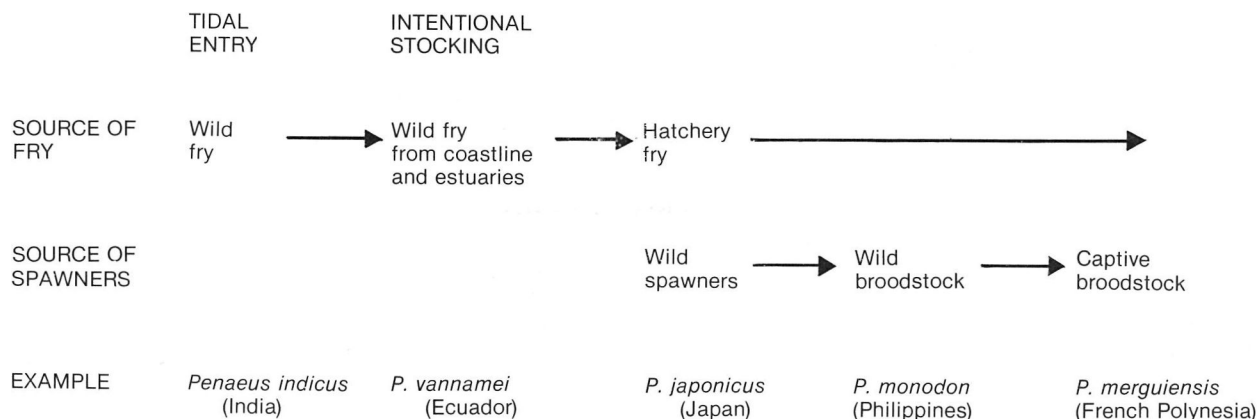 TIDAL ENTRY
INTENTIONAL STOCKING
SOURCE OF FRY
Wild fry
Wild fry from coastline and estuaries
Hatchery fry
SOURCE OF SPAWNERS
Wild spawners
Wild broodstock
Captive broodstock
EXAMPLE
Penaeus indicus (India)
P. vannamei (Ecuador)
P. japonicus (Japan)
P. monodon (Philippines)
P. merguiensis (French Polynesia)